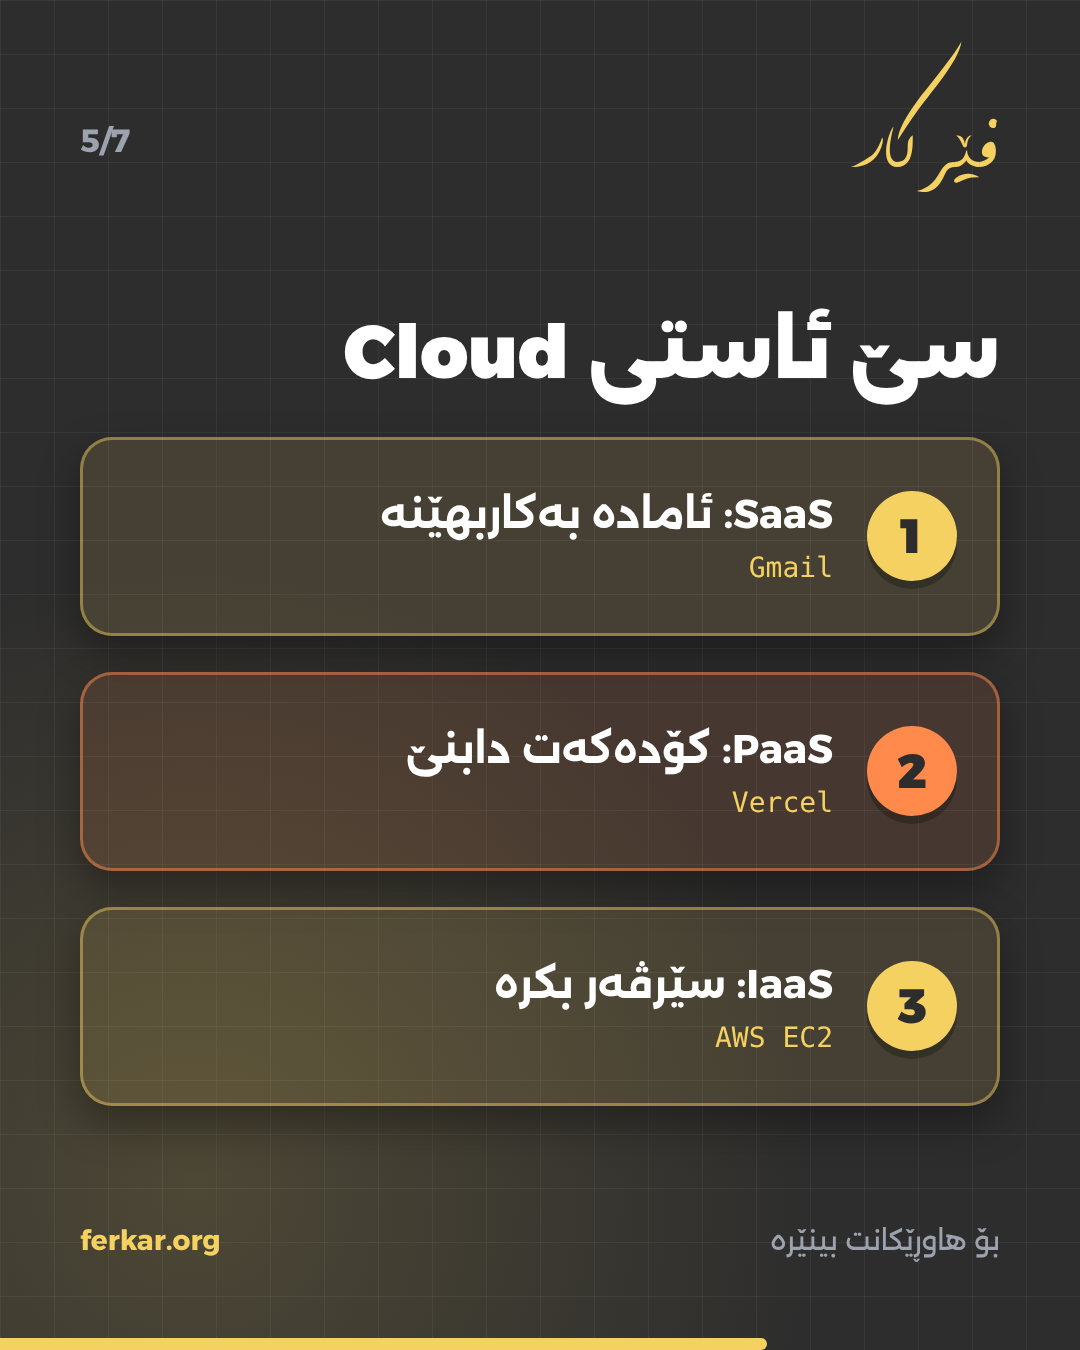 فێركار
5/7
سێ ئاستی Cloud
1
SaaS: ئامادە بەکاربهێنە
Gmail
2
PaaS: کۆدەکەت دابنێ
Vercel
3
IaaS: سێرڤەر بکرە
AWS EC2
بۆ هاوڕێکانت بینێرە
ferkar.org